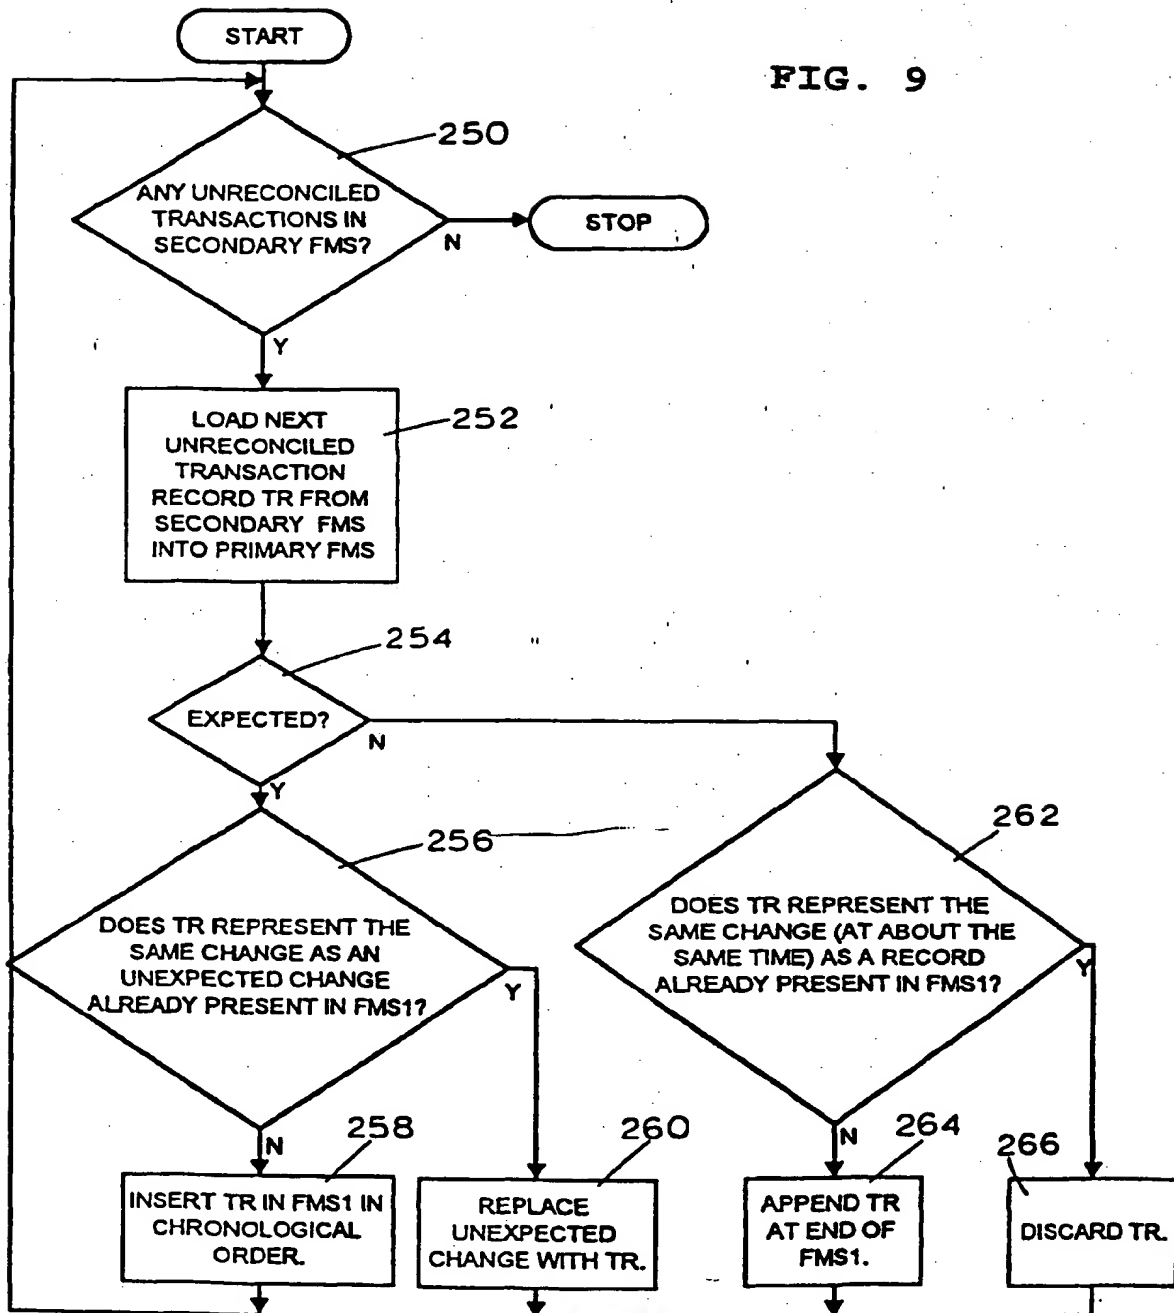 START
FIG. 9
250
ANY UNRECONCILED
TRANSACTIONS IN
SECONDARY FMS?
N
STOP
Y
LOAD NEXT
UNRECONCILED
TRANSACTION
RECORD TR FROM
SECONDARY FMS
INTO PRIMARY FMS
252
254
EXPECTED?
N
Y
256
DOES TR REPRESENT THE
SAME CHANGE AS AN
UNEXPECTED CHANGE
ALREADY PRESENT IN FMS1?
Y
N
262
DOES TR REPRESENT THE
SAME CHANGE (AT ABOUT THE
SAME TIME) AS A RECORD
ALREADY PRESENT IN FMS1?
Y
N
258
INSERT TR IN FMS1 IN
CHRONOLOGICAL
ORDER.
260
REPLACE
UNEXPECTED
CHANGE WITH TR.
264
APPEND TR
AT END OF
FMS1.
266
DISCARD TR.